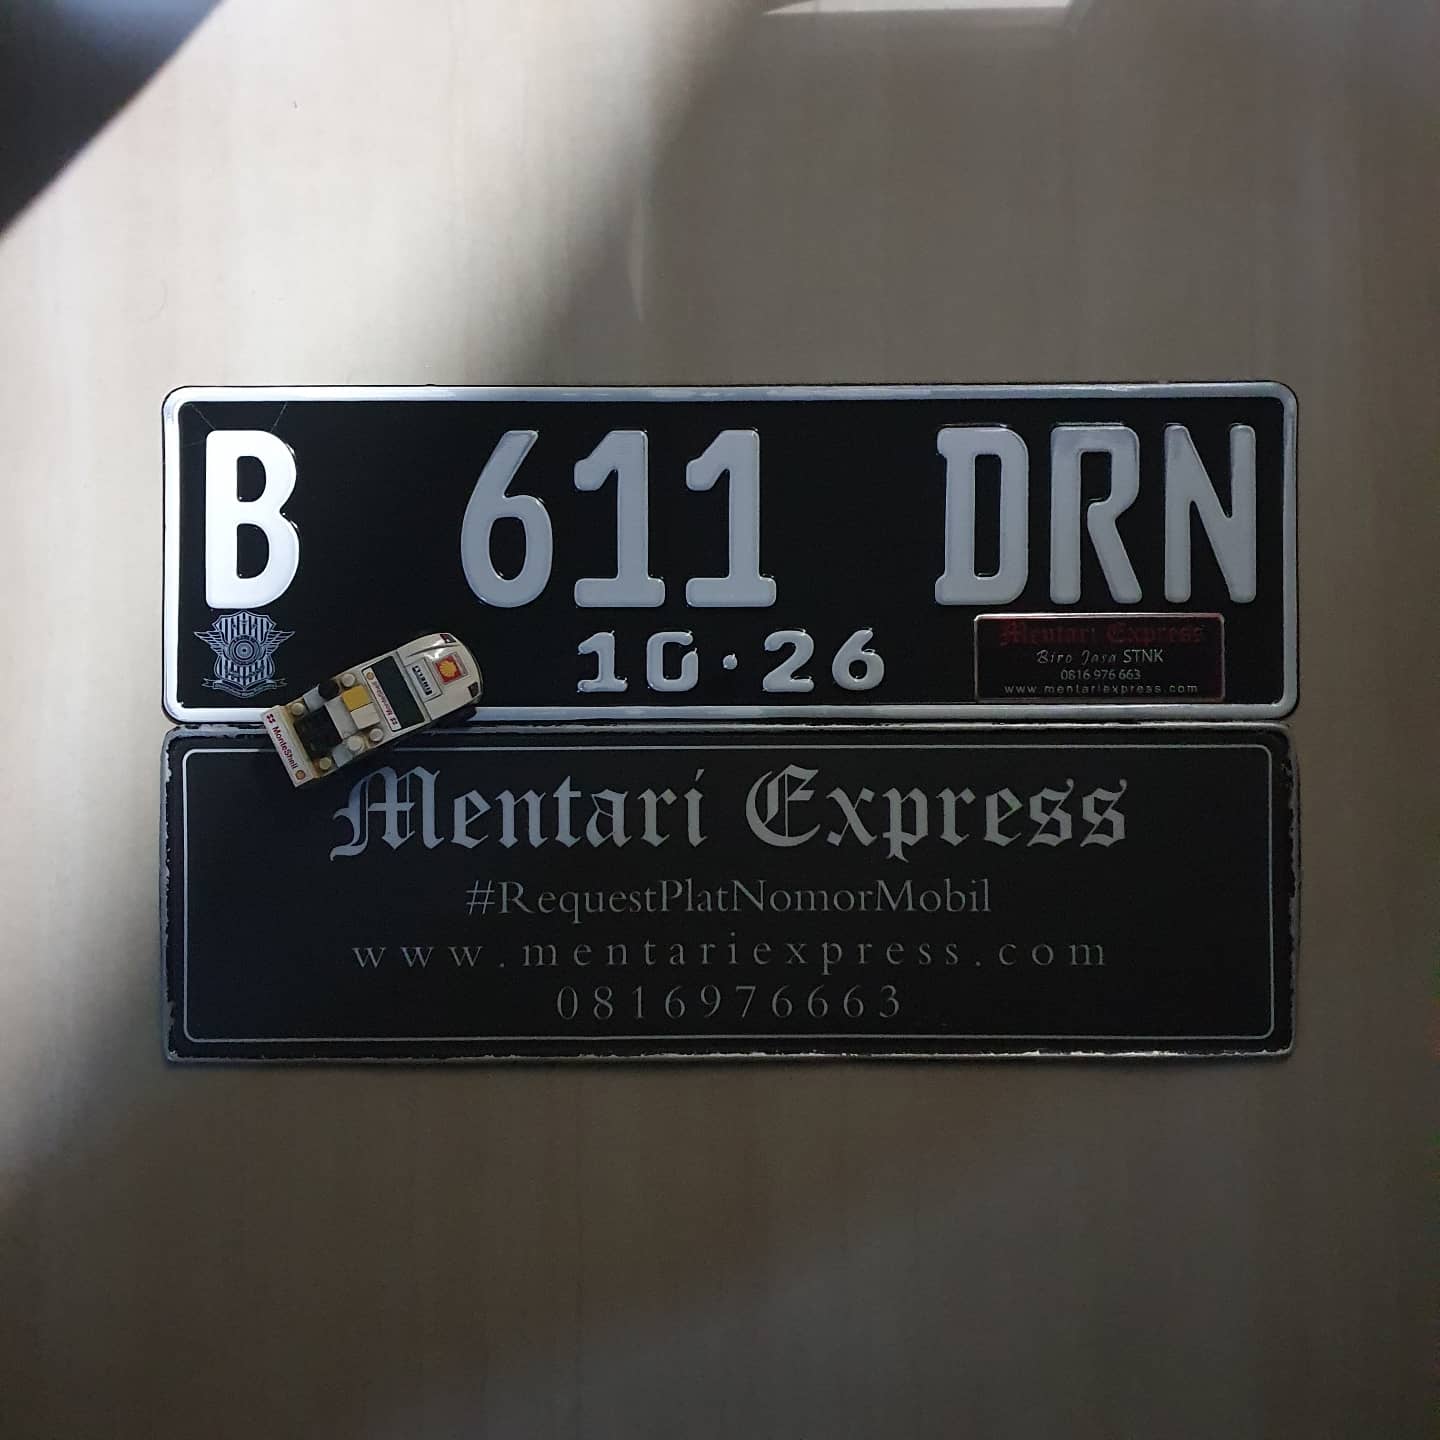 B 611 DRN
10·26
Mentari Express
Biro Jasa STNK
0816 976 663
www.mentariexpress.com
MonteShell
Mentari Express
#RequestPlatNomorMobil
www.mentariexpress.com
0816976663